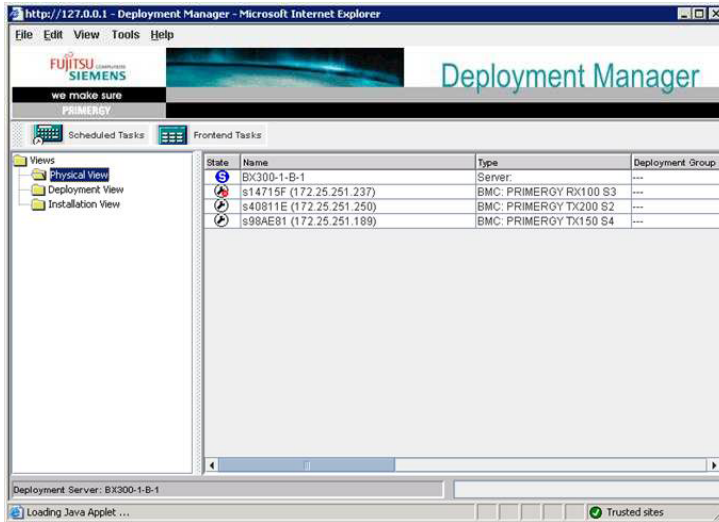 http://127.0.0.1 - Deployment Manager - Microsoft Internet Explorer
File Edit View Tools Help
FUJITSU COMPUTERS
SIEMENS
we make sure
PRIMERGY
Deployment Manager
Scheduled Tasks Frontend Tasks
Views
Physical View
Deployment View
Installation View
State Name Type Deployment Group
S BX300-1-B-1 Server: ---
s14715F (172.25.251.237) BMC: PRIMERGY RX100 S3 ---
s40811E (172.25.251.250) BMC: PRIMERGY TX200 S2 ---
s98AE81 (172.25.251.189) BMC: PRIMERGY TX150 S4 ---
Deployment Server: BX300-1-B-1
Loading Java Applet ... Trusted sites